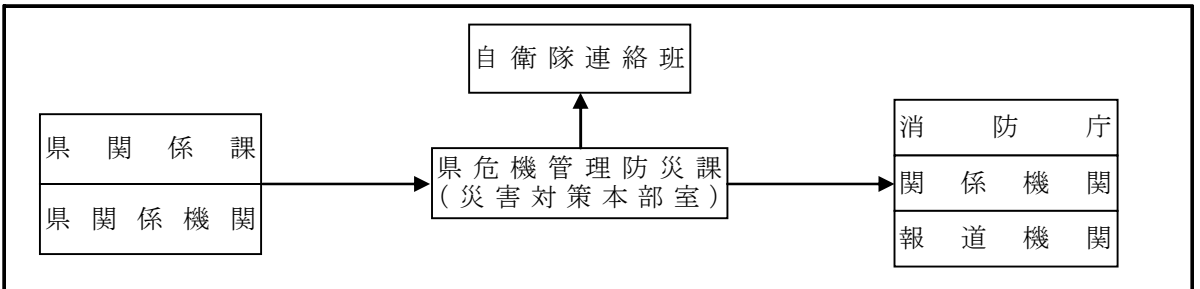 自衛隊連絡班
県関係課
県関係機関
県危機管理防災課
(災害対策本部室)
消防庁
関係機関
報道機関